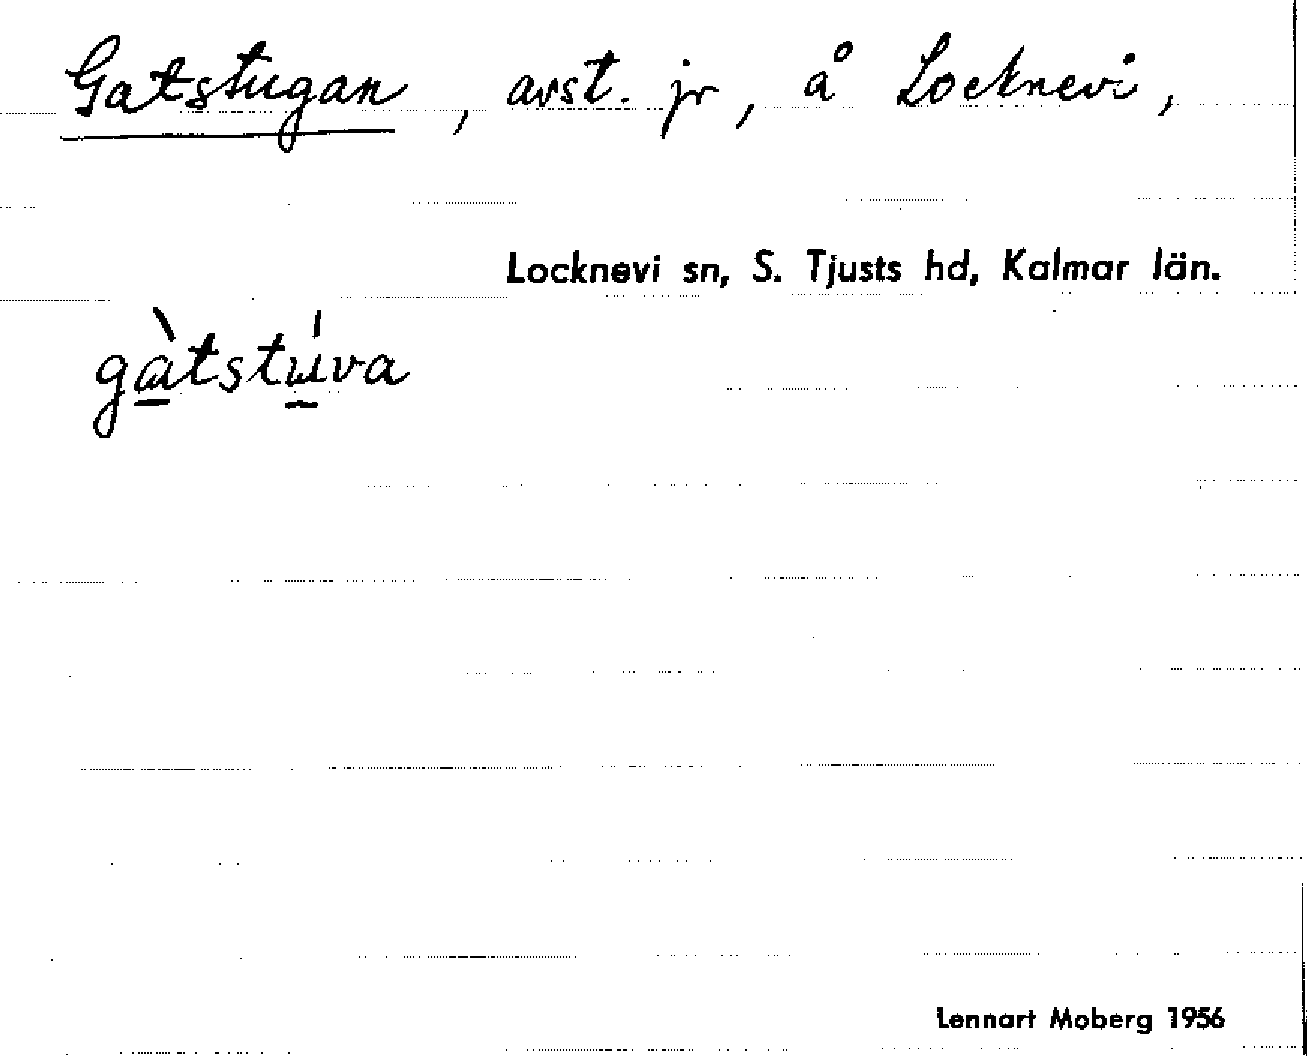 Gatstugan, avst. jr, å Locknevi,
Locknevi sn, S. Tjusts hd, Kalmar län.
gàtstúva
Lennart Moberg 1956